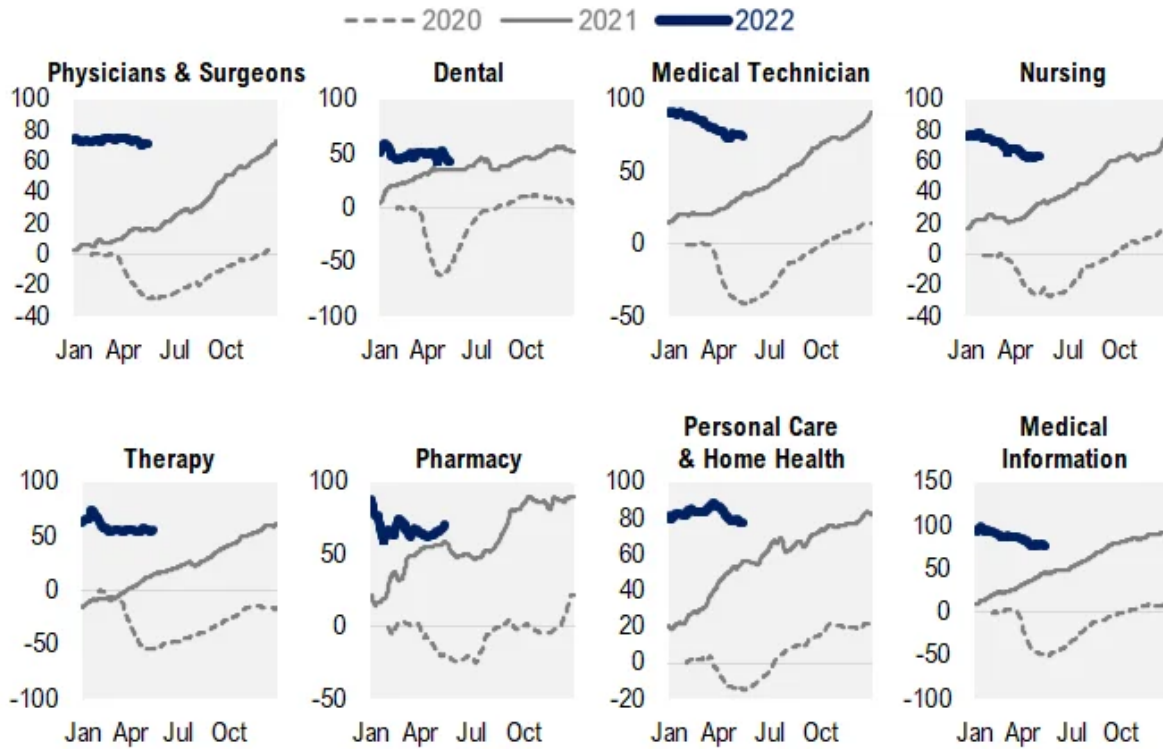 2020 2021 2022
Physicians & Surgeons
100
80
60
40
20
0
-20
-40
Jan Apr Jul Oct
Dental
100
50
0
-50
-100
Jan Apr Jul Oct
Medical Technician
100
50
0
-50
Jan Apr Jul Oct
Nursing
100
80
60
40
20
0
-20
-40
Jan Apr Jul Oct
Therapy
100
50
0
-50
-100
Jan Apr Jul Oct
Pharmacy
100
50
0
-50
Jan Apr Jul Oct
Personal Care
& Home Health
100
80
60
40
20
0
-20
Jan Apr Jul Oct
Medical
Information
150
100
50
0
-50
-100
Jan Apr Jul Oct